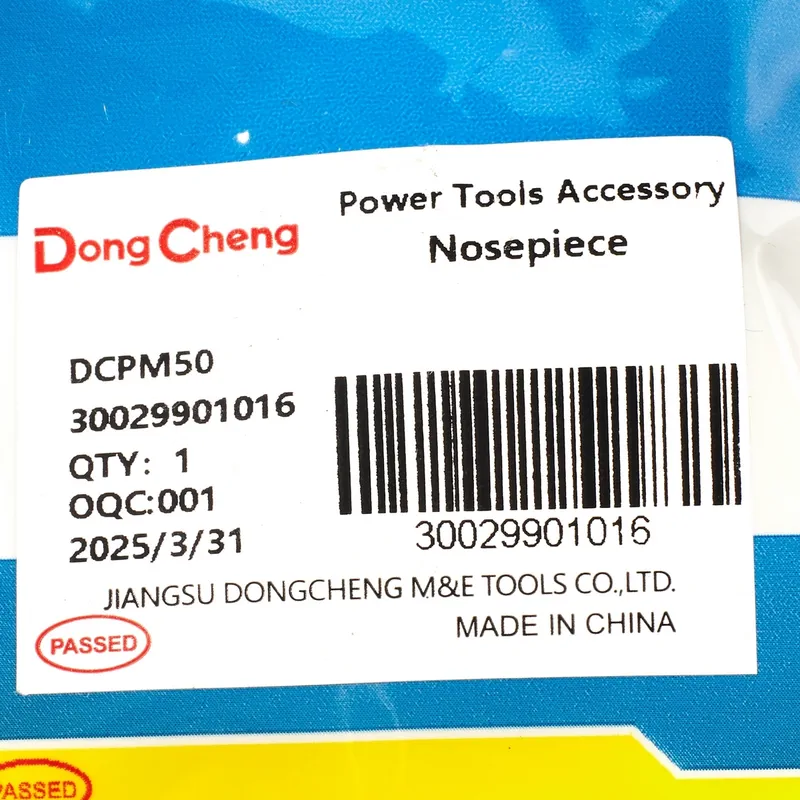 Power Tools Accessory
Dong Cheng
Nosepiece
DCPM50
30029901016
QTY: 1
OQC:001
2025/3/31
30029901016
JIANGSU DONGCHENG M&E TOOLS CO.,LTD.
MADE IN CHINA
PASSED
PASSED